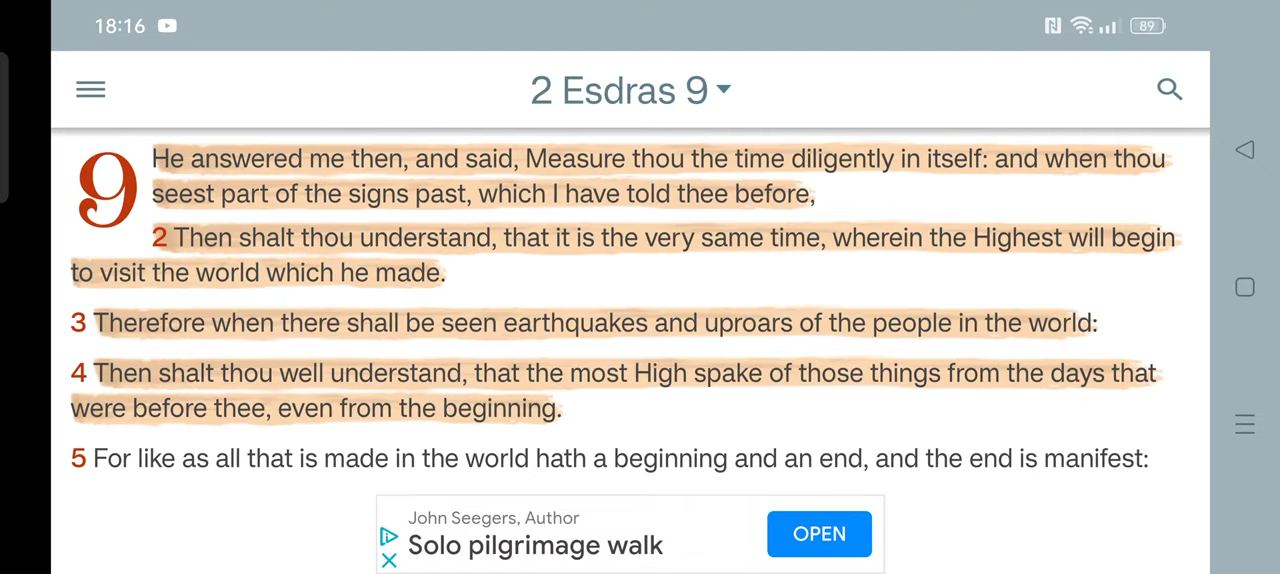 18:16
89
2 Esdras 9
9 He answered me then, and said, Measure thou the time diligently in itself: and when thou
seest part of the signs past, which I have told thee before,
2 Then shalt thou understand, that it is the very same time, wherein the Highest will begin
to visit the world which he made.
3 Therefore when there shall be seen earthquakes and uproars of the people in the world:
4 Then shalt thou well understand, that the most High spake of those things from the days that
were before thee, even from the beginning.
5 For like as all that is made in the world hath a beginning and an end, and the end is manifest:
John Seegers, Author
Solo pilgrimage walk
OPEN